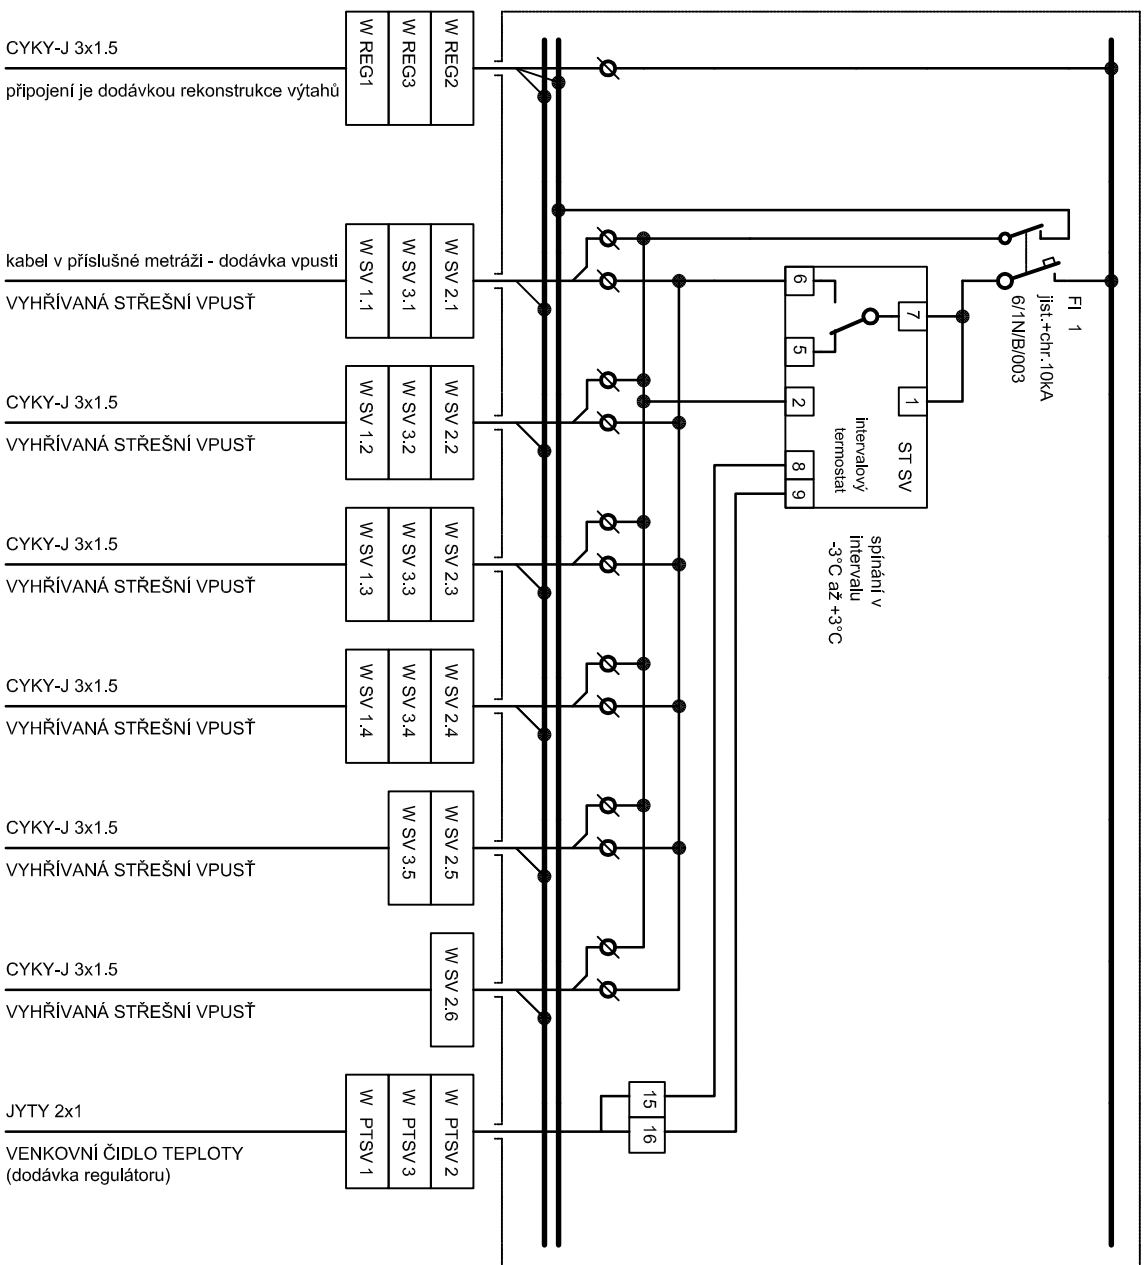 CYKY-J 3x1.5
připojení je dodávkou rekonstrukce výtahů
W REG1
W REG3
W REG2
kabel v příslušné metráži - dodávka vpusti
VYHŘÍVANÁ STŘEŠNÍ VPUSŤ
W SV 1.1
W SV 3.1
W SV 2.1
CYKY-J 3x1.5
VYHŘÍVANÁ STŘEŠNÍ VPUSŤ
W SV 1.2
W SV 3.2
W SV 2.2
CYKY-J 3x1.5
VYHŘÍVANÁ STŘEŠNÍ VPUSŤ
W SV 1.3
W SV 3.3
W SV 2.3
CYKY-J 3x1.5
VYHŘÍVANÁ STŘEŠNÍ VPUSŤ
W SV 1.4
W SV 3.4
W SV 2.4
CYKY-J 3x1.5
VYHŘÍVANÁ STŘEŠNÍ VPUSŤ
W SV 3.5
W SV 2.5
CYKY-J 3x1.5
VYHŘÍVANÁ STŘEŠNÍ VPUSŤ
W SV 2.6
JYTY 2x1
VENKOVNÍ ČIDLO TEPLOTY
(dodávka regulátoru)
W PTSV 1
W PTSV 3
W PTSV 2
15
16
6
5
2
8
9
7
1
ST SV
intervalový
termostat
spínání v
intervalu
-3°C až +3°C
FI 1
jist.+chr.10kA
6/1N/B/003